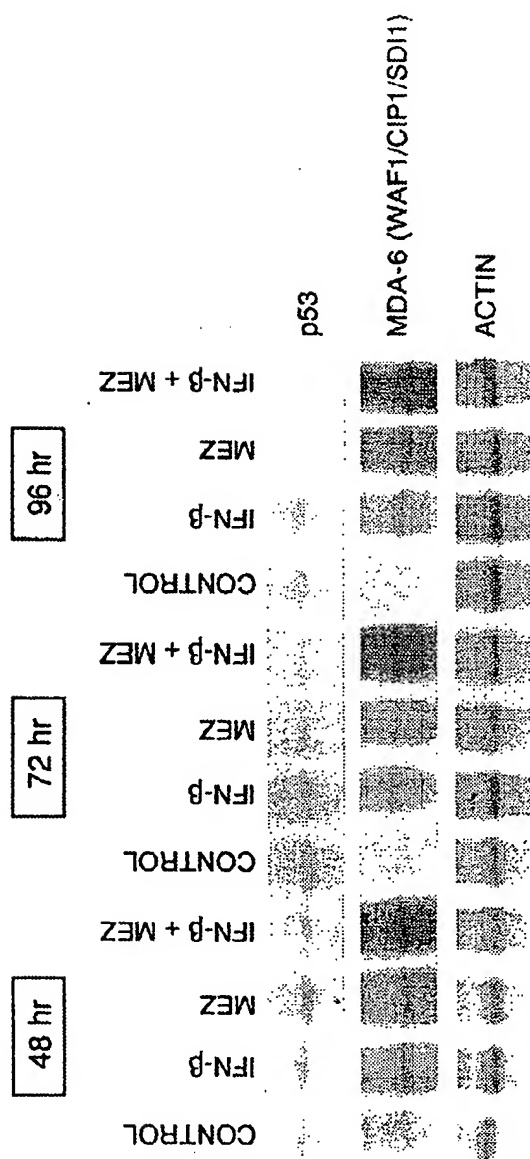 48 hr
72 hr
96 hr
CONTROL
IFN-β
MEZ
IFN-β + MEZ
CONTROL
IFN-β
MEZ
IFN-β + MEZ
CONTROL
IFN-β
MEZ
IFN-β + MEZ
p53
MDA-6 (WAF1/CIP1/SDI1)
ACTIN